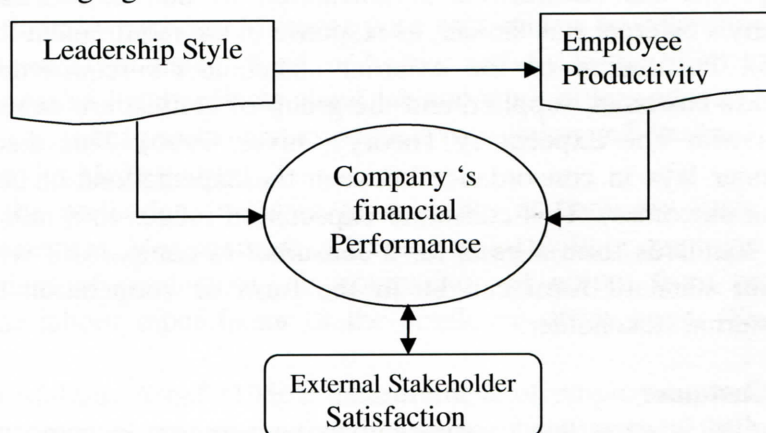 Leadership Style
Employee
Productivity
Company ‘s
financial
Performance
External Stakeholder
Satisfaction